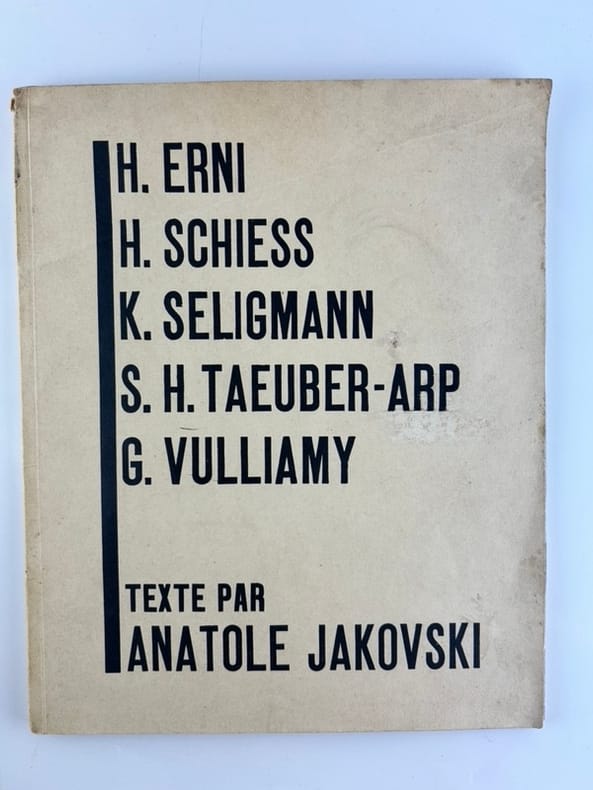 H. ERNI
H. SCHIESS
K. SELIGMANN
S. H. TAEUBER-ARP
G. VULLIAMY
TEXTE PAR
ANATOLE JAKOVSKI